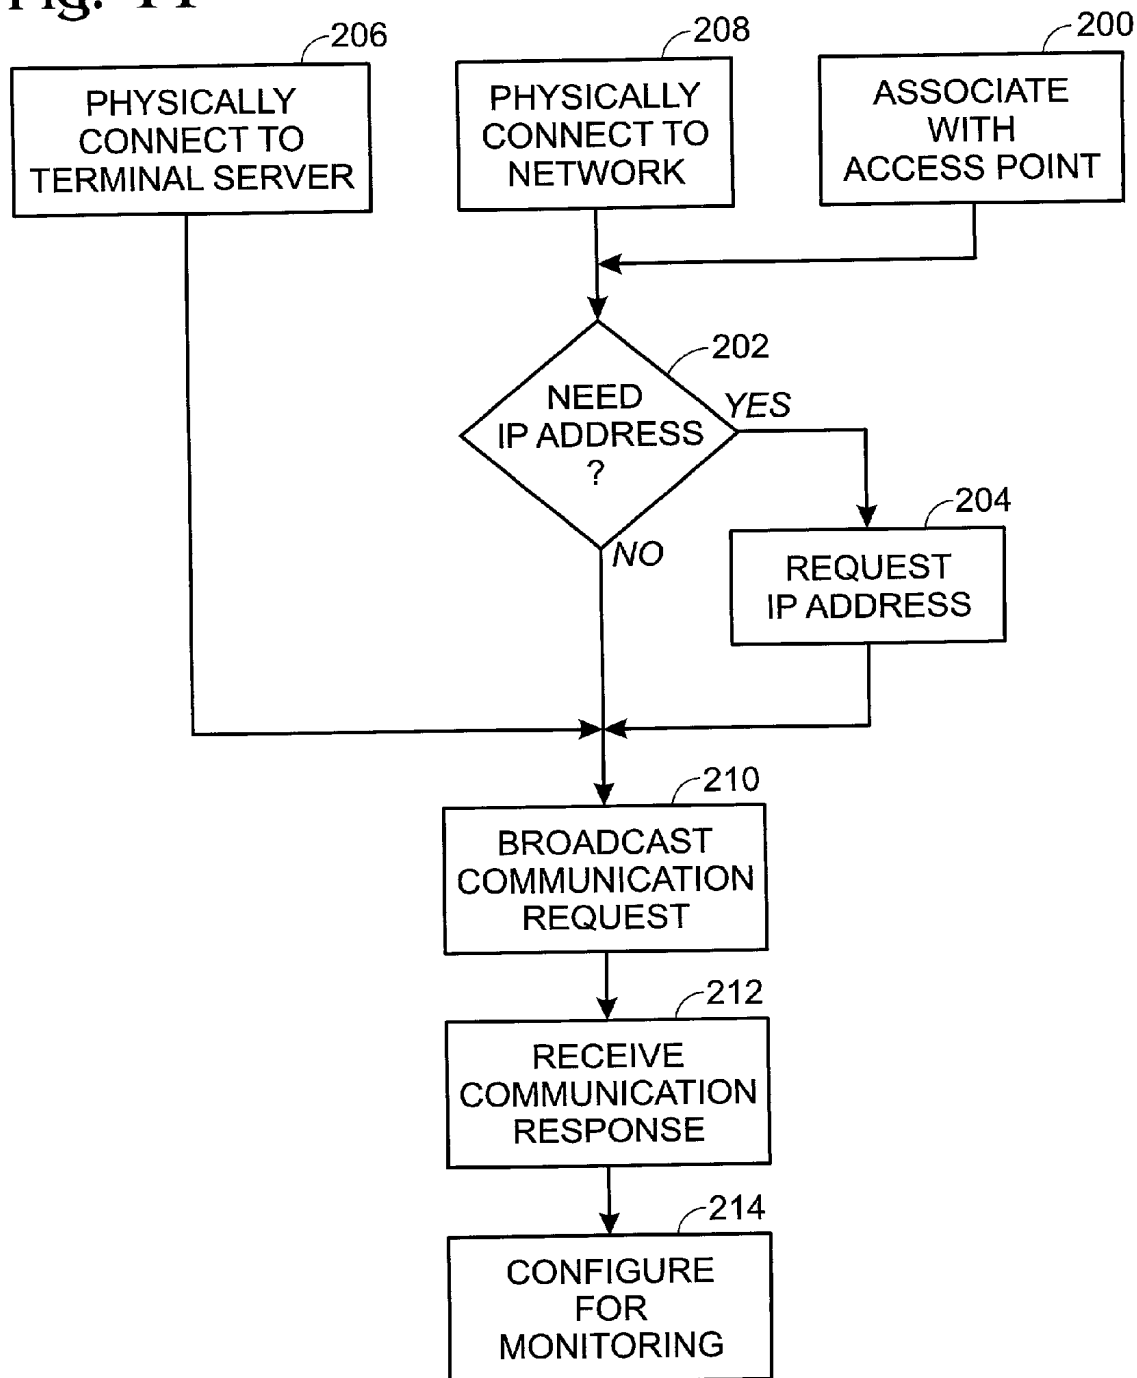 Fig. 11
206
PHYSICALLY
CONNECT TO
TERMINAL SERVER
208
PHYSICALLY
CONNECT TO
NETWORK
200
ASSOCIATE
WITH
ACCESS POINT
202
NEED
IP ADDRESS
?
YES
NO
204
REQUEST
IP ADDRESS
210
BROADCAST
COMMUNICATION
REQUEST
212
RECEIVE
COMMUNICATION
RESPONSE
214
CONFIGURE
FOR
MONITORING